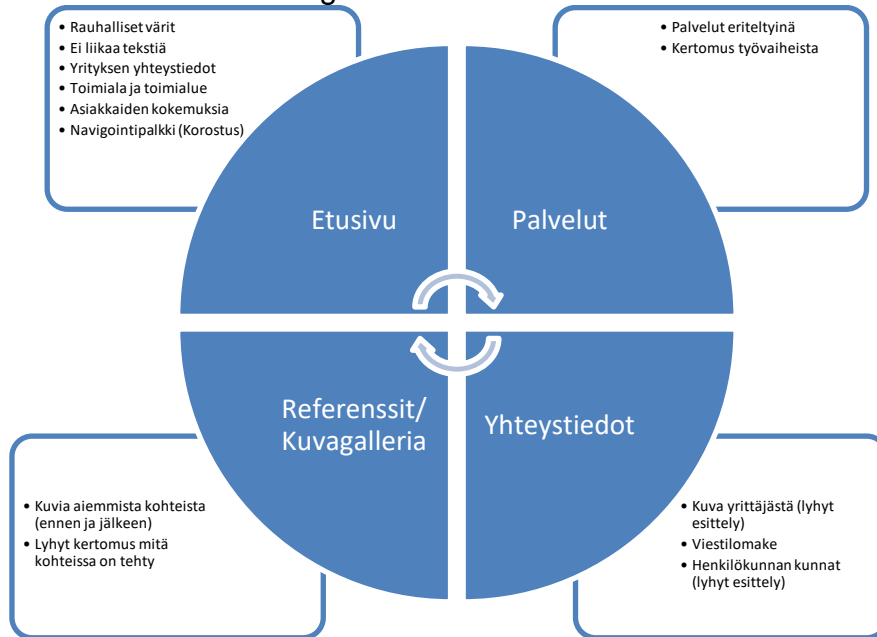 • Rauhalliset värit
• Ei liikaa tekstiä
• Yrityksen yhteystiedot
• Toimiala ja toimialue
• Asiakkaiden kokemuksia
• Navigointipalkki (Korostus)
• Palvelut eriteltyinä
• Kertomus työvaiheista
Etusivu
Palvelut
Referenssit/
Kuvagalleria
Yhteystiedot
• Kuvia aiemmista kohteista
(ennen ja jälkeen)
• Lyhyt kertomus mitä
kohteissa on tehty
• Kuva yrittäjästä (lyhyt
esittely)
• Viestilomake
• Henkilökunnan kunnat
(lyhyt esittely)